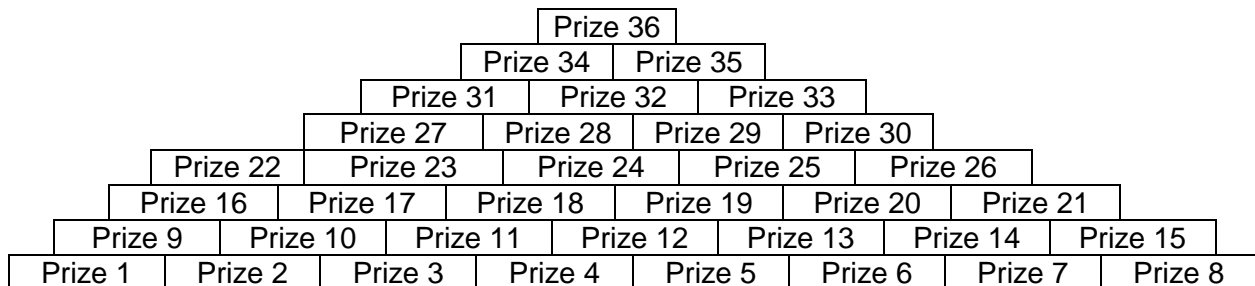 Prize 36
Prize 34 Prize 35
Prize 31 Prize 32 Prize 33
Prize 27 Prize 28 Prize 29 Prize 30
Prize 22 Prize 23 Prize 24 Prize 25 Prize 26
Prize 16 Prize 17 Prize 18 Prize 19 Prize 20 Prize 21
Prize 9 Prize 10 Prize 11 Prize 12 Prize 13 Prize 14 Prize 15
Prize 1 Prize 2 Prize 3 Prize 4 Prize 5 Prize 6 Prize 7 Prize 8